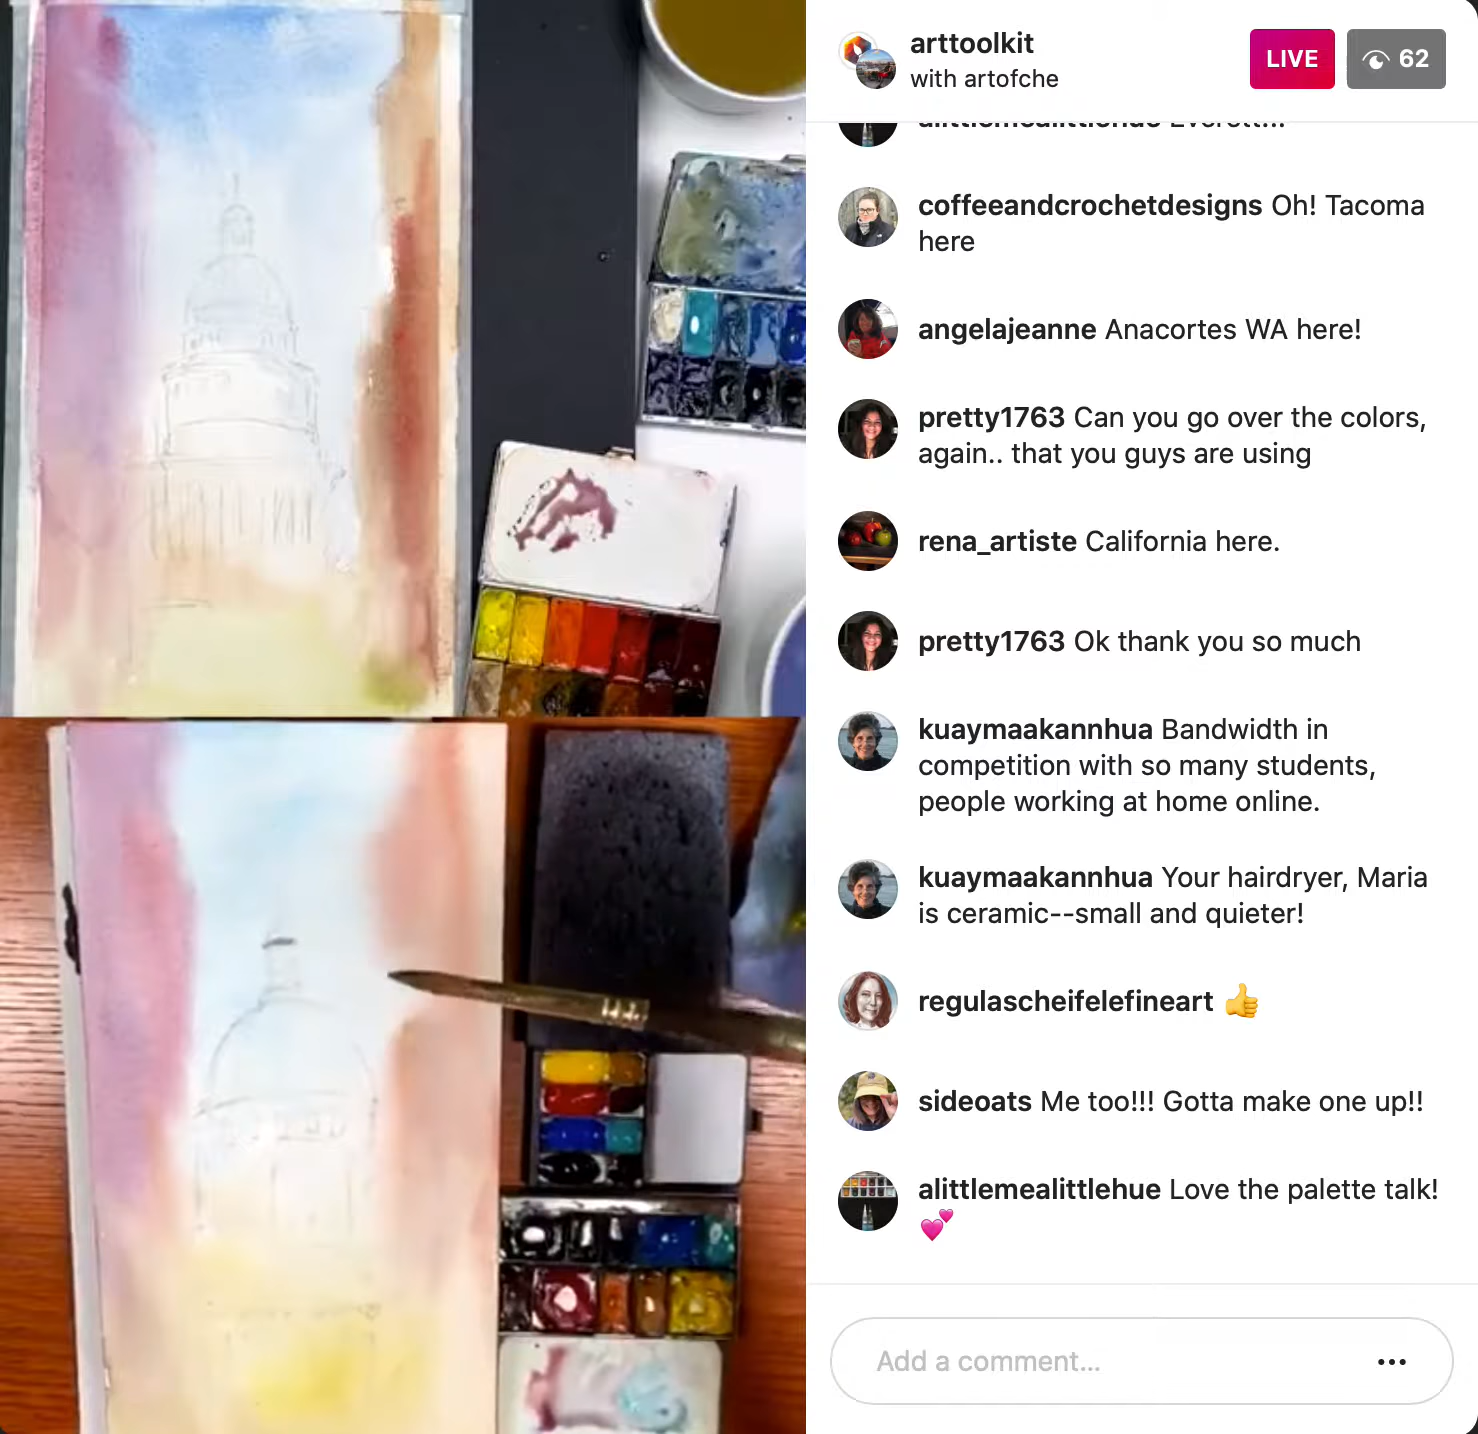 arttoolkit
with artofche
LIVE
62
alittlemealittlehue Everett...
coffeeandcrochetdesigns Oh! Tacoma
here
angelajeanne Anacortes WA here!
pretty1763 Can you go over the colors,
again.. that you guys are using
rena_artiste California here.
pretty1763 Ok thank you so much
kuaymaakannhua Bandwidth in
competition with so many students,
people working at home online.
kuaymaakannhua Your hairdryer, Maria
is ceramic--small and quieter!
regulascheifelefineart 👍
sideoats Me too!!! Gotta make one up!!
alittlemealittlehue Love the palette talk!
💕
Add a comment...